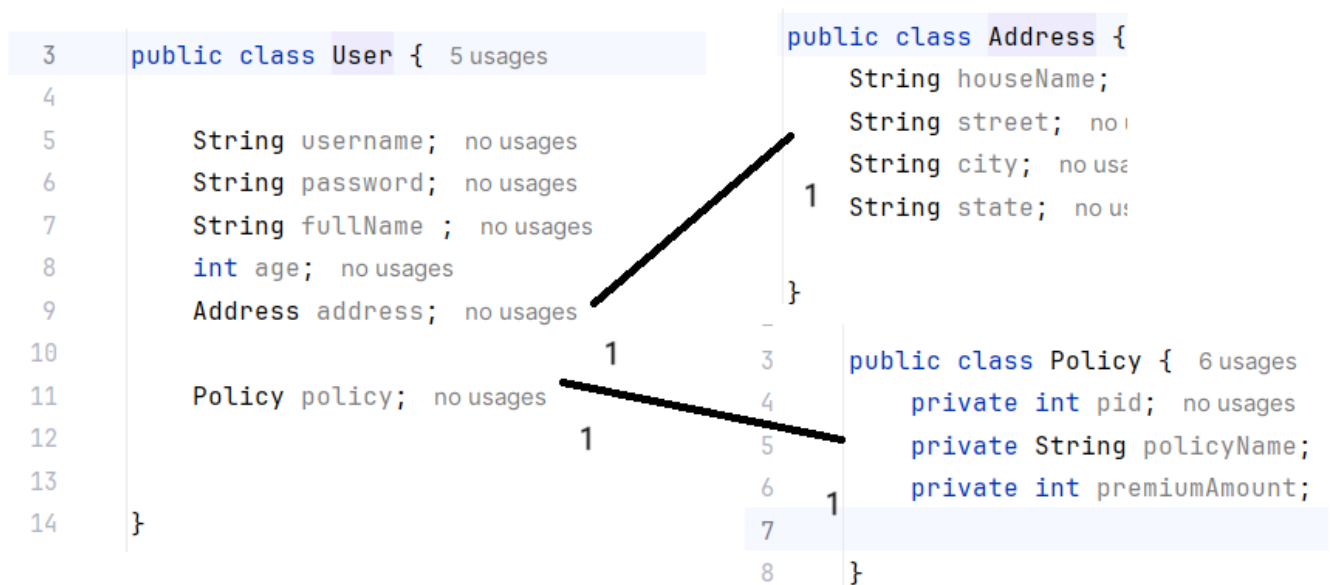 3 public class User { 5 usages
4
5 String username; no usages
6 String password; no usages
7 String fullName ; no usages
8 int age; no usages
9 Address address; no usages
10
11 Policy policy; no usages
12
13
14 }
1
1
public class Address {
String houseName;
String street; no
String city; no
String state; no
}
1
3 public class Policy { 6 usages
4 private int pid; no usages
5 private String policyName;
6 private int premiumAmount;
7
8 }
1